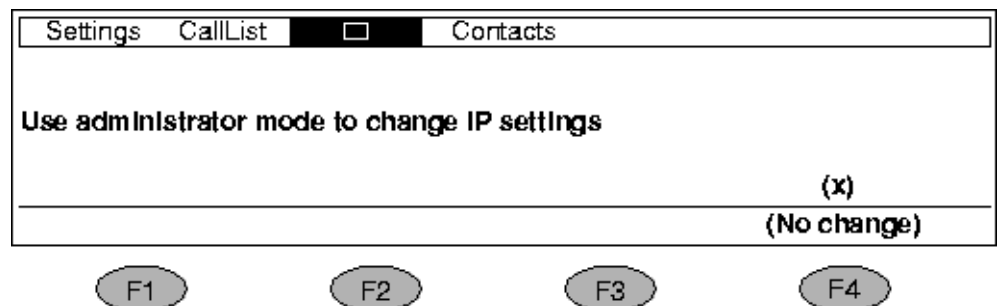 Settings CallList Contacts
Use administrator mode to change IP settings
(x)
(No change)
F1 F2 F3 F4